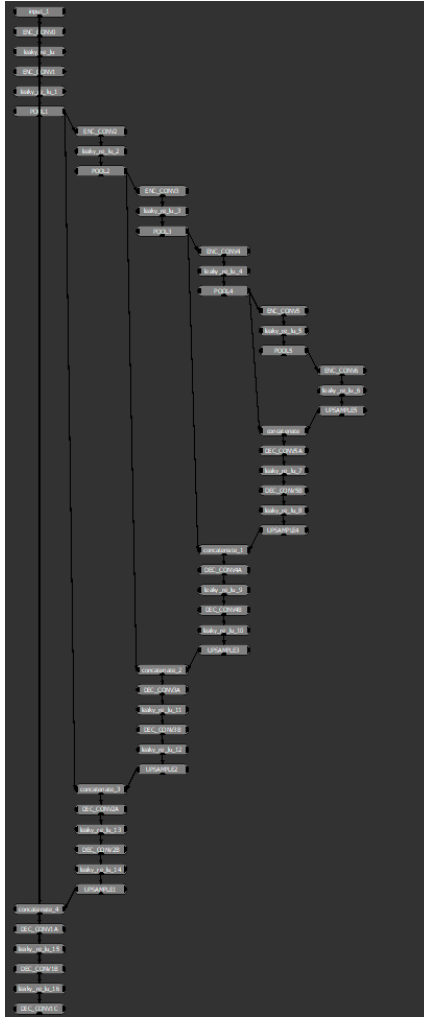 input_1
ENC_CONV0
leaky_re_lu
ENC_CONV1
leaky_re_lu_1
POOL1
ENC_CONV2
leaky_re_lu_2
POOL2
ENC_CONV3
leaky_re_lu_3
POOL3
ENC_CONV4
leaky_re_lu_4
POOL4
ENC_CONV5
leaky_re_lu_5
POOL5
ENC_CONV6
leaky_re_lu_6
UPSAMPLE5
concatenate
DEC_CONV5A
leaky_re_lu_7
DEC_CONV5B
leaky_re_lu_8
UPSAMPLE4
concatenate_1
DEC_CONV4A
leaky_re_lu_9
DEC_CONV4B
leaky_re_lu_10
UPSAMPLE3
concatenate_2
DEC_CONV3A
leaky_re_lu_11
DEC_CONV3B
leaky_re_lu_12
UPSAMPLE2
concatenate_3
DEC_CONV2A
leaky_re_lu_13
DEC_CONV2B
leaky_re_lu_14
UPSAMPLE1
concatenate_4
DEC_CONV1A
leaky_re_lu_15
DEC_CONV1B
leaky_re_lu_16
DEC_CONV1C